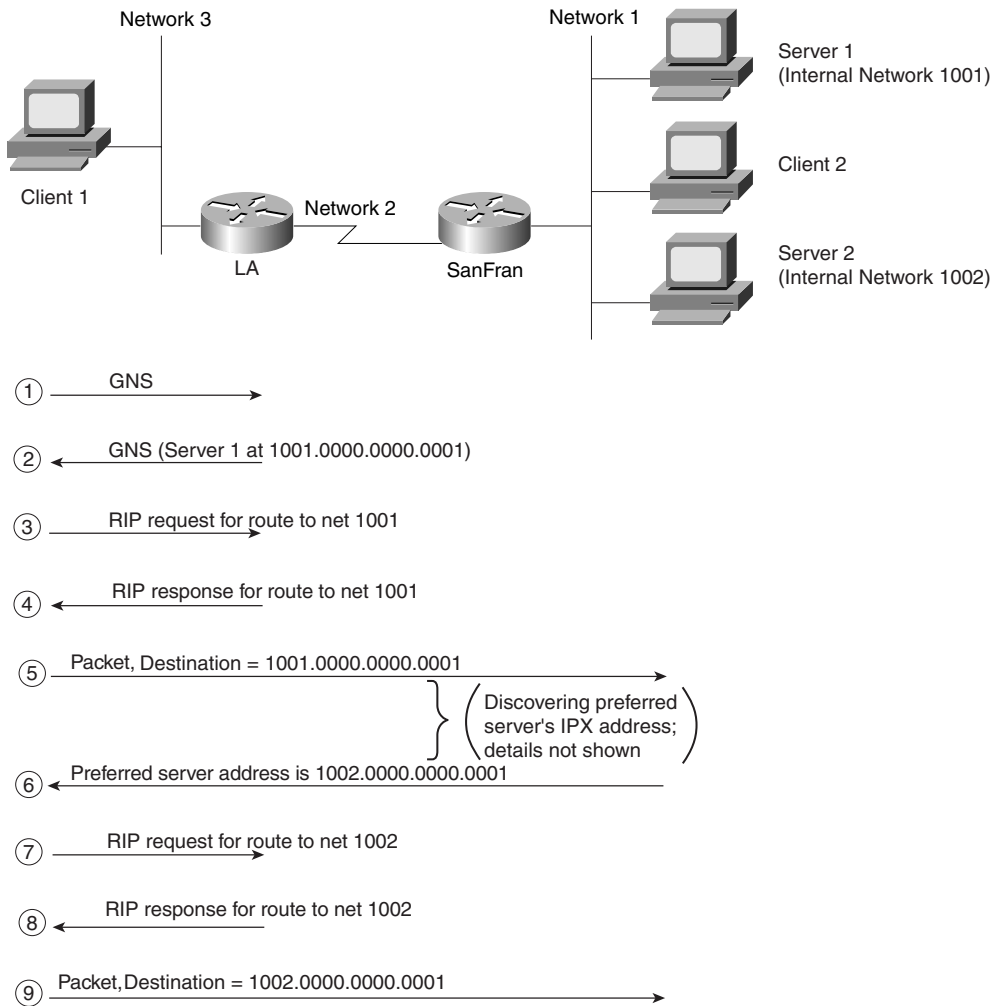 Network 3
Network 1
Server 1
(Internal Network 1001)
Client 1
Client 2
Network 2
LA
SanFran
Server 2
(Internal Network 1002)
1 GNS
2 GNS (Server 1 at 1001.0000.0000.0001)
3 RIP request for route to net 1001
4 RIP response for route to net 1001
5 Packet, Destination = 1001.0000.0000.0001
Discovering preferred
server's IPX address;
details not shown
6 Preferred server address is 1002.0000.0000.0001
7 RIP request for route to net 1002
8 RIP response for route to net 1002
9 Packet,Destination = 1002.0000.0000.0001